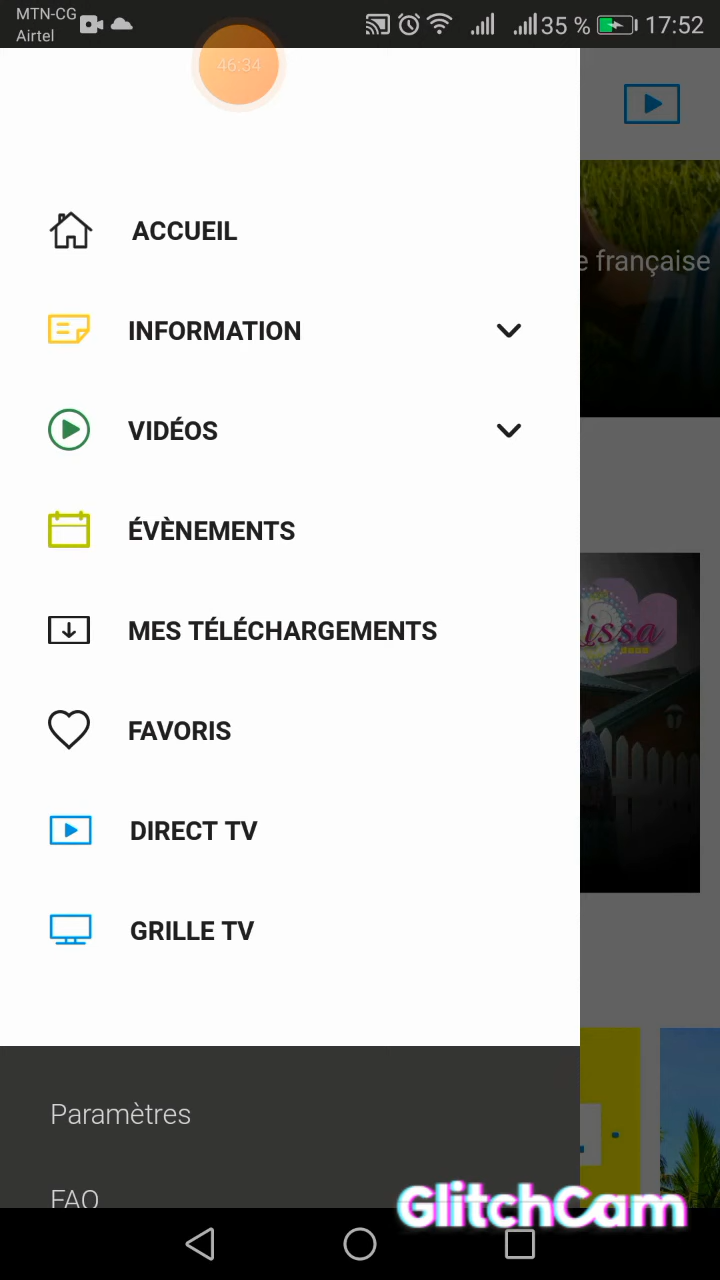 MTN-CG
Airtel
35 %
17:52
46:34
ACCUEIL
INFORMATION
VIDÉOS
ÉVÈNEMENTS
MES TÉLÉCHARGEMENTS
FAVORIS
DIRECT TV
GRILLE TV
Paramètres
FAQ
française
issa
GlitchCam